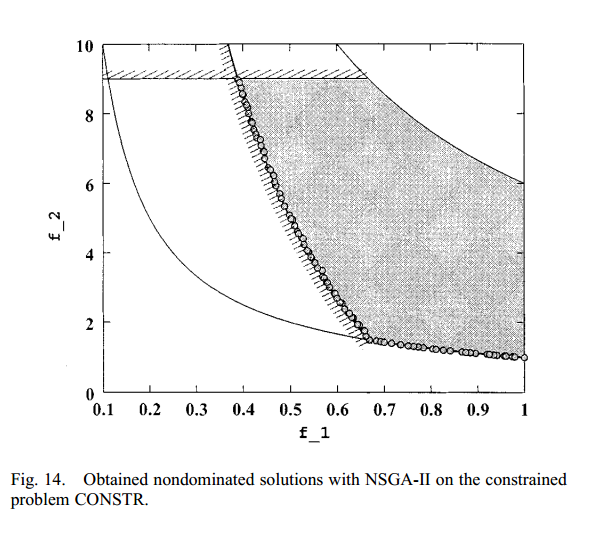 10
8
6
4
2
0
f_2
0.1 0.2 0.3 0.4 0.5 0.6 0.7 0.8 0.9 1
f_1
Fig. 14. Obtained nondominated solutions with NSGA-II on the constrained
problem CONSTR.